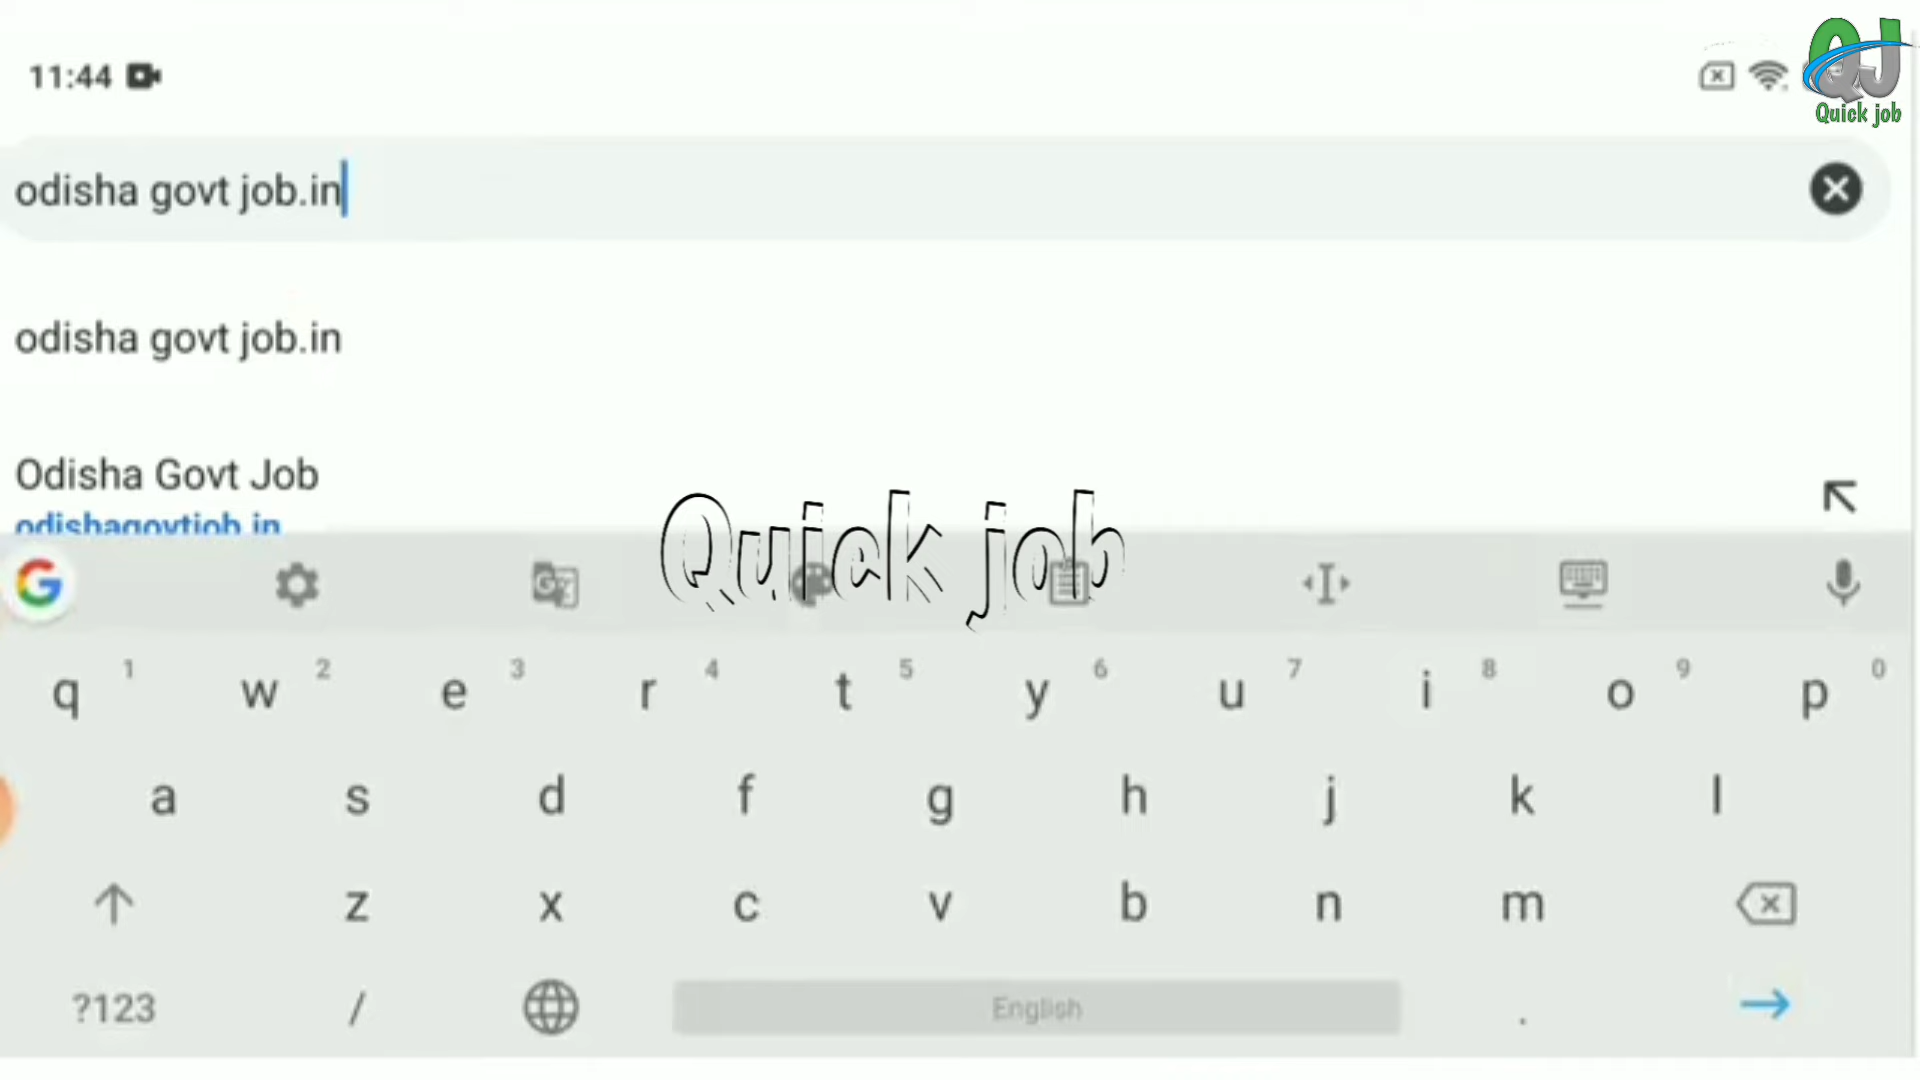 11:44
QJ
Quick job
odisha govt job.in
odisha govt job.in
Odisha Govt Job
odishagovtjob.in
Quick job
q 1 w 2 e 3 r 4 t 5 y 6 u 7 i 8 o 9 p 0
a s d f g h j k l
z x c v b n m
?123 / English .